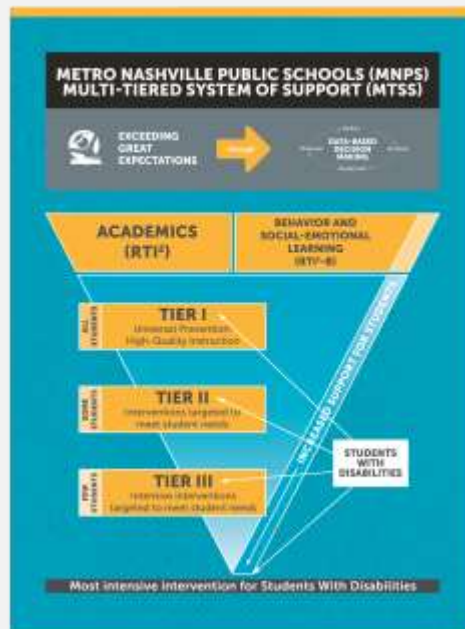 METRO NASHVILLE PUBLIC SCHOOLS (MNPS)
MULTI-TIERED SYSTEM OF SUPPORT (MTSS)
EXCEEDING
GREAT
EXPECTATIONS
DATA-BASED
DECISION
MAKING
ACADEMICS
(RTI²)
BEHAVIOR AND
SOCIAL-EMOTIONAL
LEARNING
(RTI²-B)
ALL
STUDENTS
TIER I
Universal Prevention
High-Quality Instruction
SOME
STUDENTS
TIER II
Interventions targeted to
meet student needs
FEW
STUDENTS
TIER III
Intensive interventions
targeted to meet student needs
INCREASED SUPPORT FOR STUDENTS
STUDENTS
WITH
DISABILITIES
Most intensive intervention for Students With Disabilities